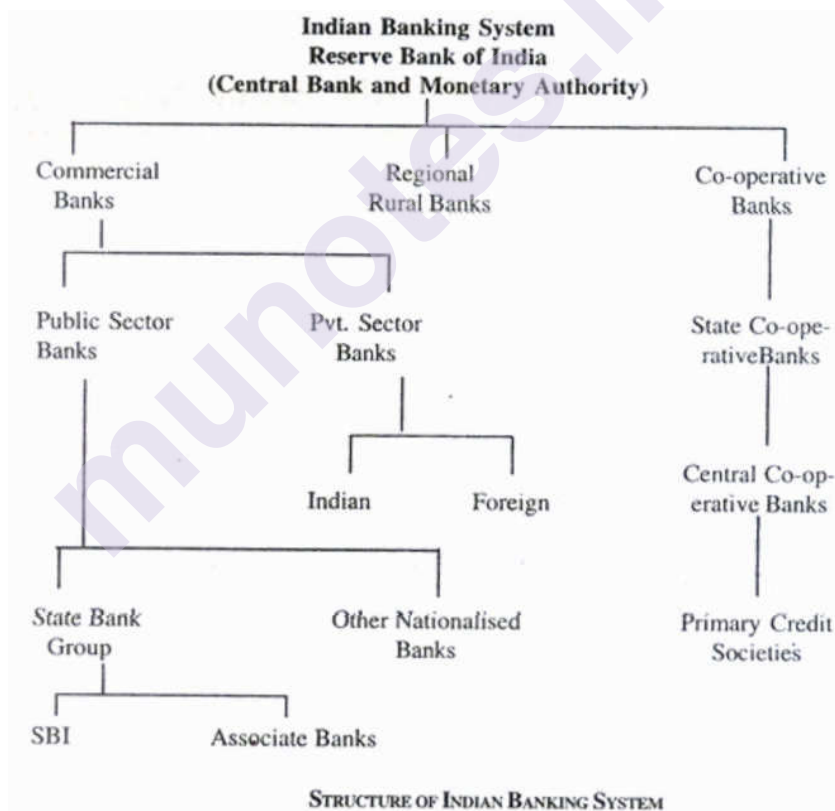 Indian Banking System
Reserve Bank of India
(Central Bank and Monetary Authority)
Commercial
Banks
Regional
Rural Banks
Co-operative
Banks
Public Sector
Banks
Pvt. Sector
Banks
State Co-ope-
rativeBanks
Indian
Foreign
Central Co-op-
erative Banks
State Bank
Group
Other Nationalised
Banks
Primary Credit
Societies
SBI
Associate Banks
STRUCTURE OF INDIAN BANKING SYSTEM